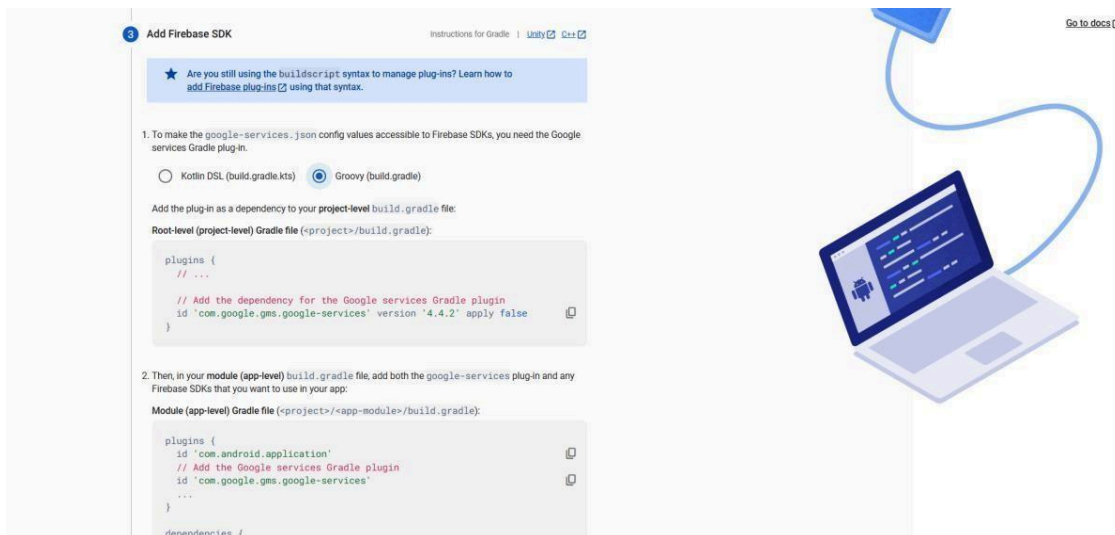 Go to docs
3 Add Firebase SDK
Instructions for Gradle | Unity C++
Are you still using the buildscript syntax to manage plug-ins? Learn how to
add Firebase plug-ins using that syntax.
1. To make the google-services.json config values accessible to Firebase SDKs, you need the Google
services Gradle plug-in.
Kotlin DSL (build.gradle.kts) Groovy (build.gradle)
Add the plug-in as a dependency to your project-level build.gradle file:
Root-level (project-level) Gradle file (<project>/build.gradle):
plugins {
// ...
// Add the dependency for the Google services Gradle plugin
id 'com.google.gms.google-services' version '4.4.2' apply false
}
2. Then, in your module (app-level) build.gradle file, add both the google-services plug-in and any
Firebase SDKs that you want to use in your app:
Module (app-level) Gradle file (<project>/<app-module>/build.gradle):
plugins {
id 'com.android.application'
// Add the Google services Gradle plugin
id 'com.google.gms.google-services'
...
}
dependencies {